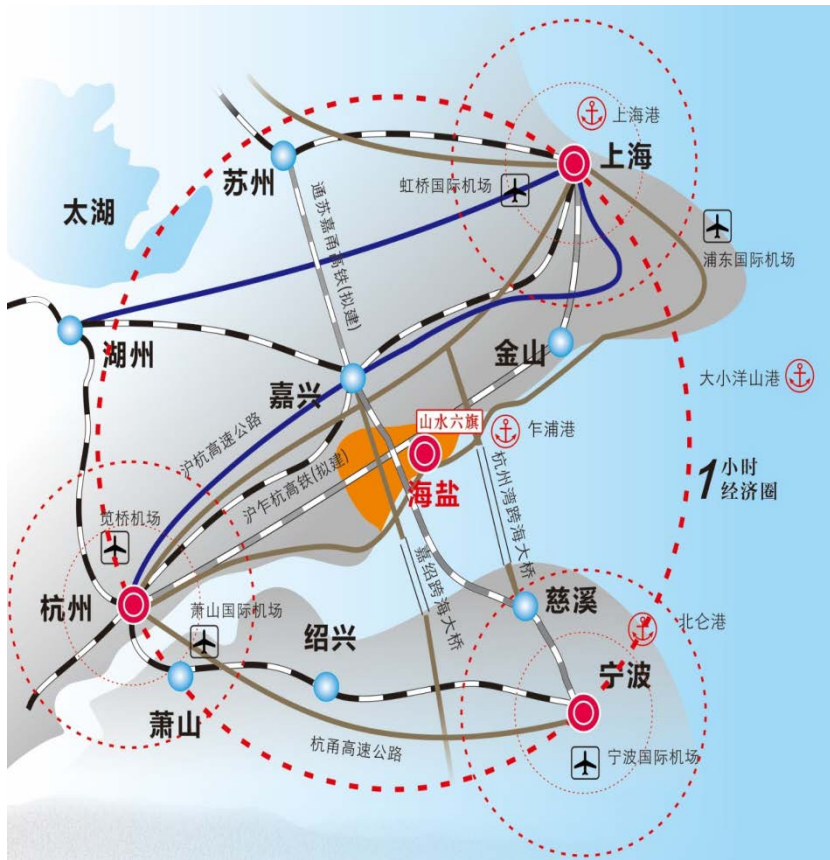 上海港
上海
苏州
虹桥国际机场
太湖
通苏嘉甬高铁(拟建)
浦东国际机场
湖州
金山
嘉兴
大小洋山港
山水六旗
乍浦港
沪杭高速公路
沪乍杭高铁(拟建)
海盐
1小时
经济圈
杭州湾跨海大桥
笕桥机场
嘉绍跨海大桥
慈溪
杭州
萧山国际机场
北仑港
绍兴
宁波
萧山
杭甬高速公路
宁波国际机场